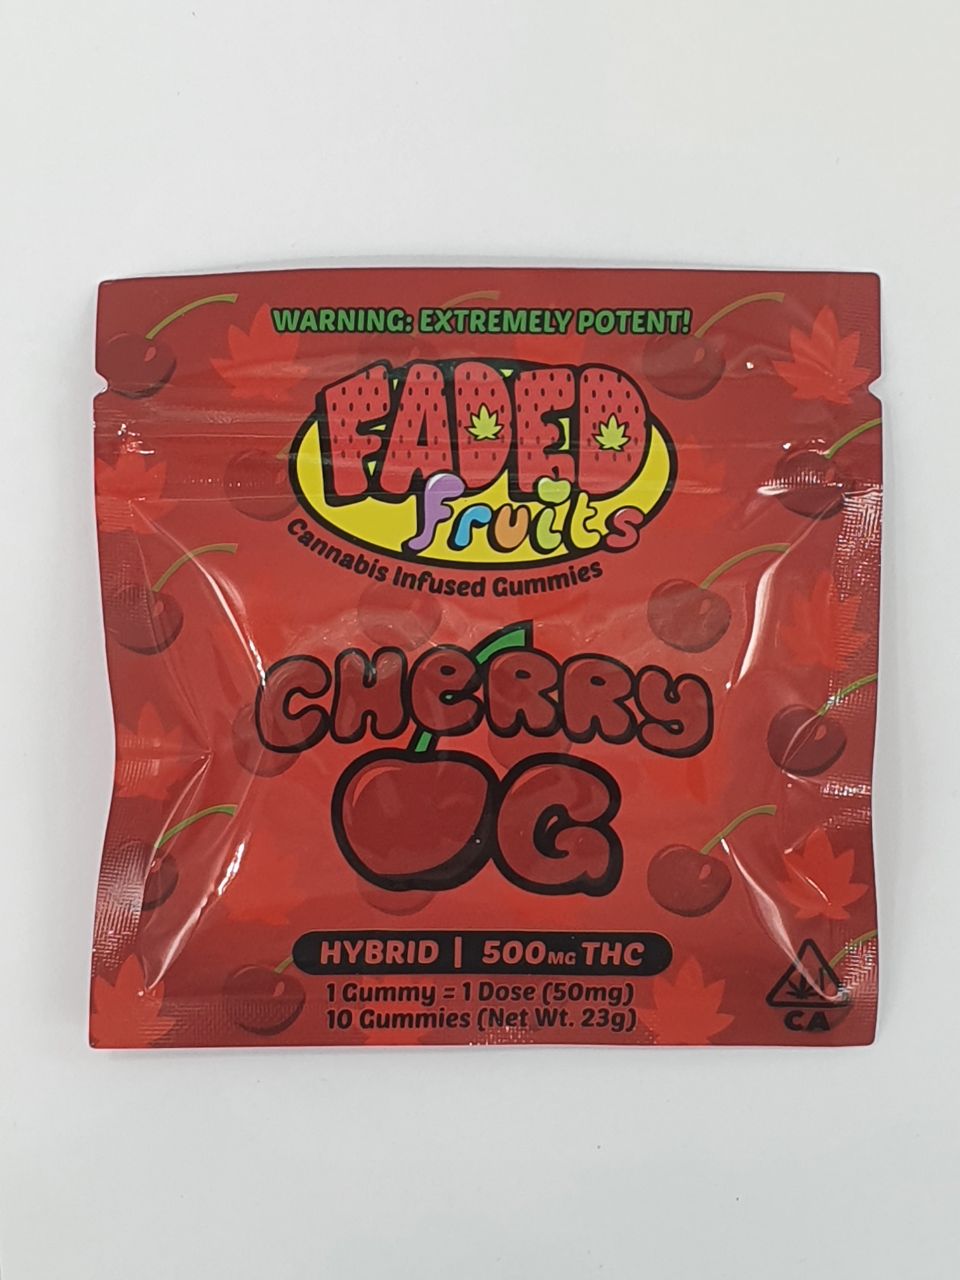 WARNING: EXTREMELY POTENT!
FADED
fruits
Cannabis Infused Gummies
CHERRY
OG
HYBRID | 500MG THC
1 Gummy = 1 Dose (50mg)
10 Gummies (Net Wt. 23g)
CA